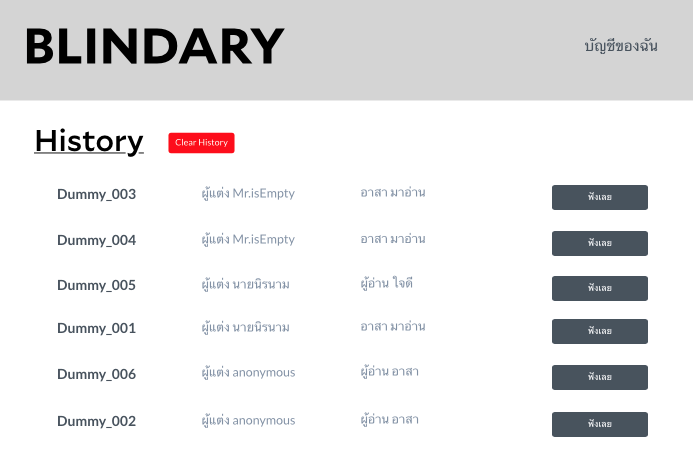 BLINDARY
บัญชีของฉัน
History
Clear History
Dummy_003 ผู้แต่ง Mr.isEmpty อาสา มาอ่าน ฟังเลย
Dummy_004 ผู้แต่ง Mr.isEmpty อาสา มาอ่าน ฟังเลย
Dummy_005 ผู้แต่ง นายนิรนาม ผู้อ่าน ใจดี ฟังเลย
Dummy_001 ผู้แต่ง นายนิรนาม อาสา มาอ่าน ฟังเลย
Dummy_006 ผู้แต่ง anonymous ผู้อ่าน อาสา ฟังเลย
Dummy_002 ผู้แต่ง anonymous ผู้อ่าน อาสา ฟังเลย